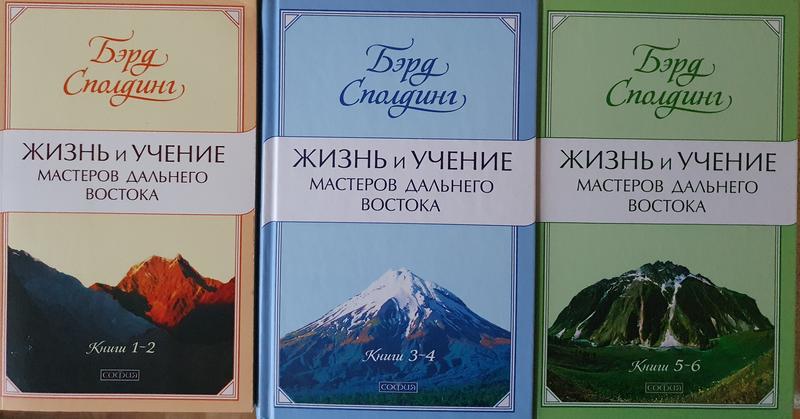 Бэрд
Сполдинг
ЖИЗНЬ и УЧЕНИЕ
МАСТЕРОВ ДАЛЬНЕГО
ВОСТОКА
Книги 1-2
СОФИЯ
Бэрд
Сполдинг
ЖИЗНЬ и УЧЕНИЕ
МАСТЕРОВ ДАЛЬНЕГО
ВОСТОКА
Книги 3-4
СОФИЯ
Бэрд
Сполдинг
ЖИЗНЬ и УЧЕНИЕ
МАСТЕРОВ ДАЛЬНЕГО
ВОСТОКА
Книги 5-6
СОФИЯ